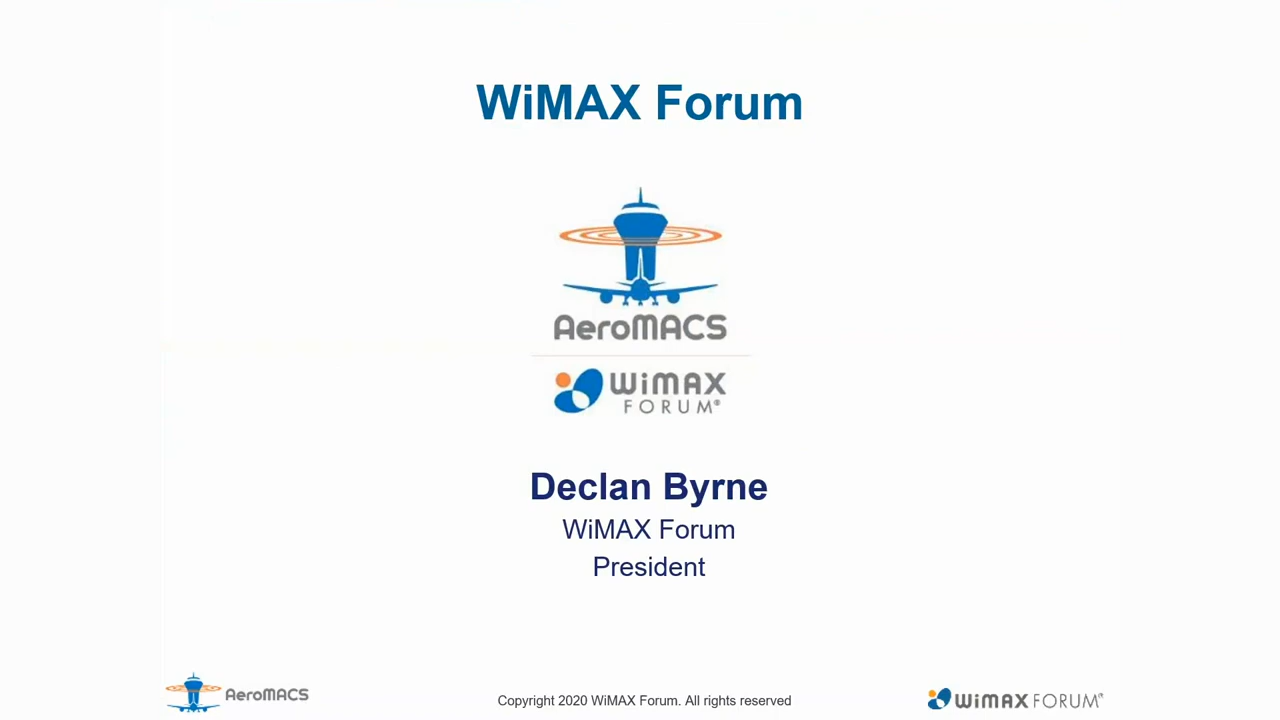 WiMAX Forum
AeroMACS
WiMAX
FORUM®
Declan Byrne
WiMAX Forum
President
AeroMACS
Copyright 2020 WiMAX Forum. All rights reserved
WiMAX FORUM®